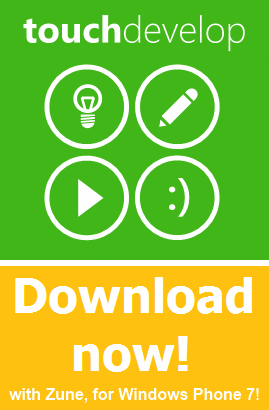 touchdevelop
:)
Download
now!
with Zune, for Windows Phone 7!